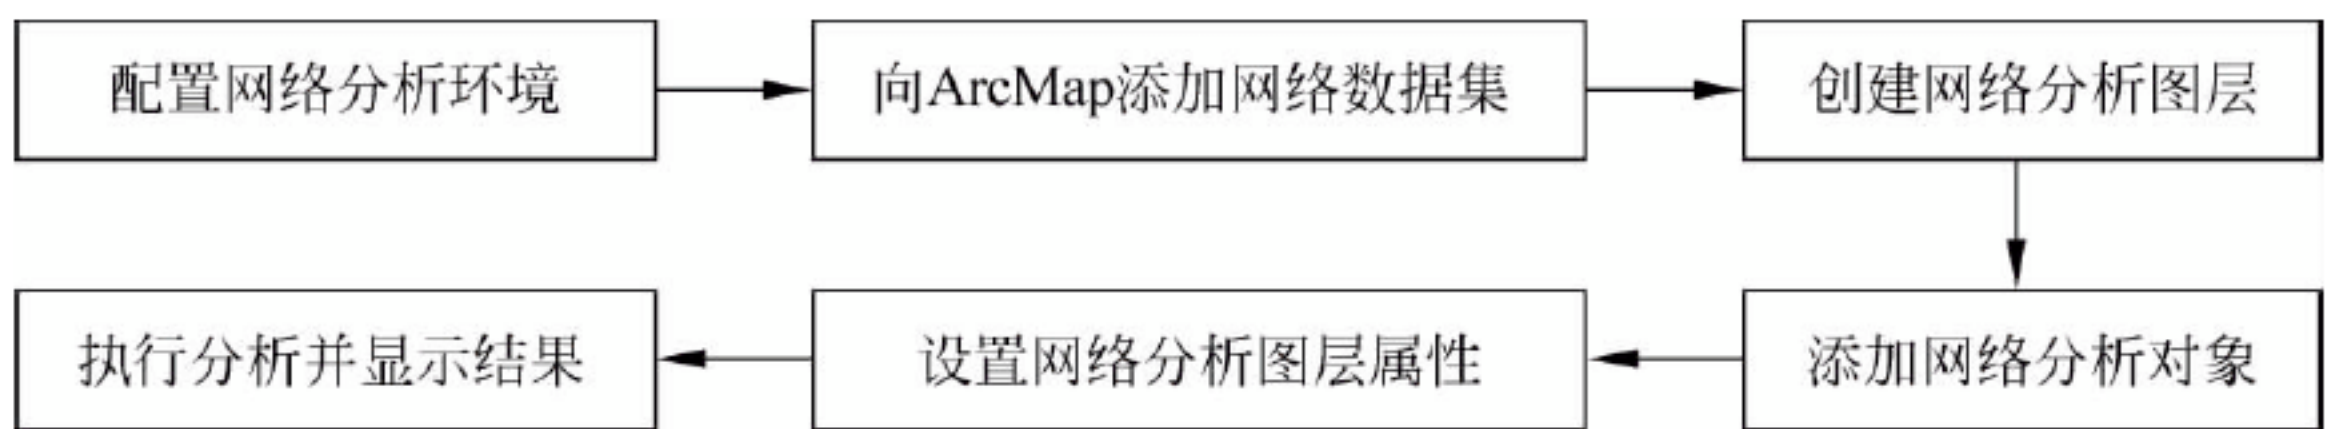 配置网络分析环境
向ArcMap添加网络数据集
创建网络分析图层
添加网络分析对象
设置网络分析图层属性
执行分析并显示结果